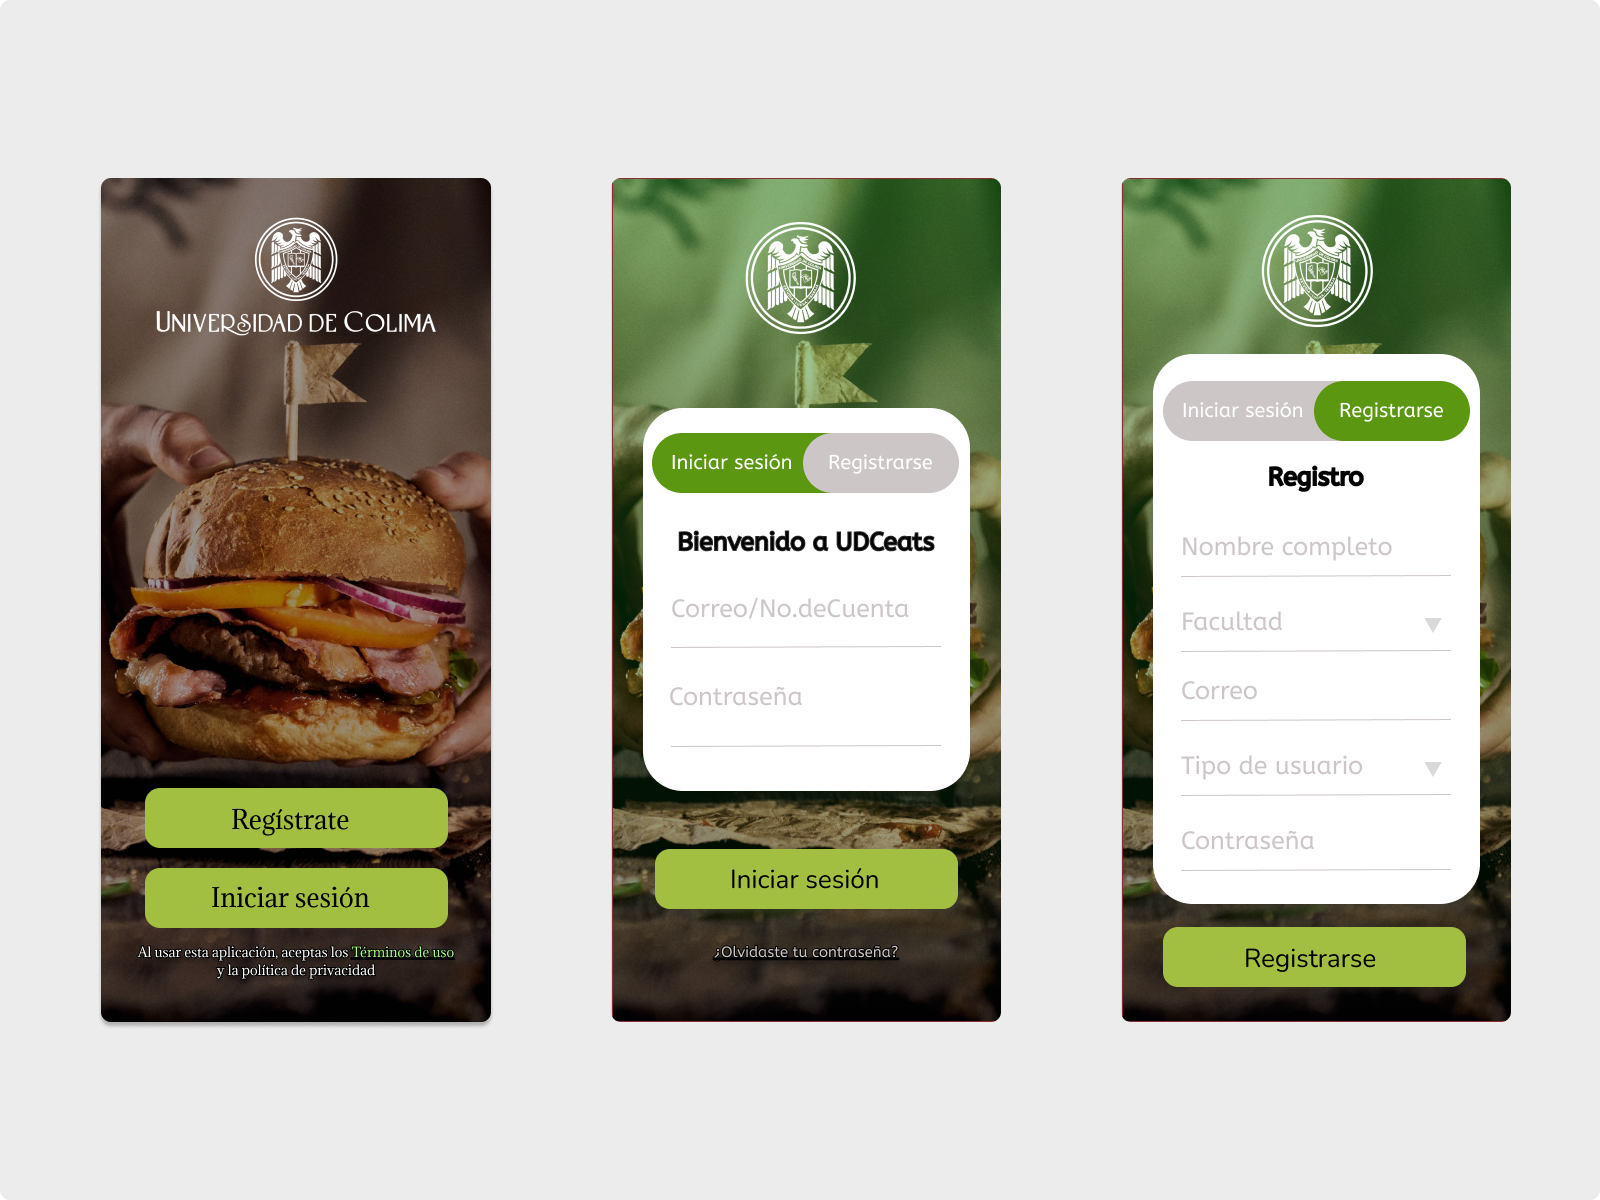 UNIVERSIDAD DE COLIMA
Regístrate
Iniciar sesión
Al usar esta aplicación, aceptas los Términos de uso
y la política de privacidad
Iniciar sesión
Registrarse
Bienvenido a UDCeats
Correo/No.deCuenta
Contraseña
Iniciar sesión
¿Olvidaste tu contraseña?
Iniciar sesión
Registrarse
Registro
Nombre completo
Facultad
Correo
Tipo de usuario
Contraseña
Registrarse